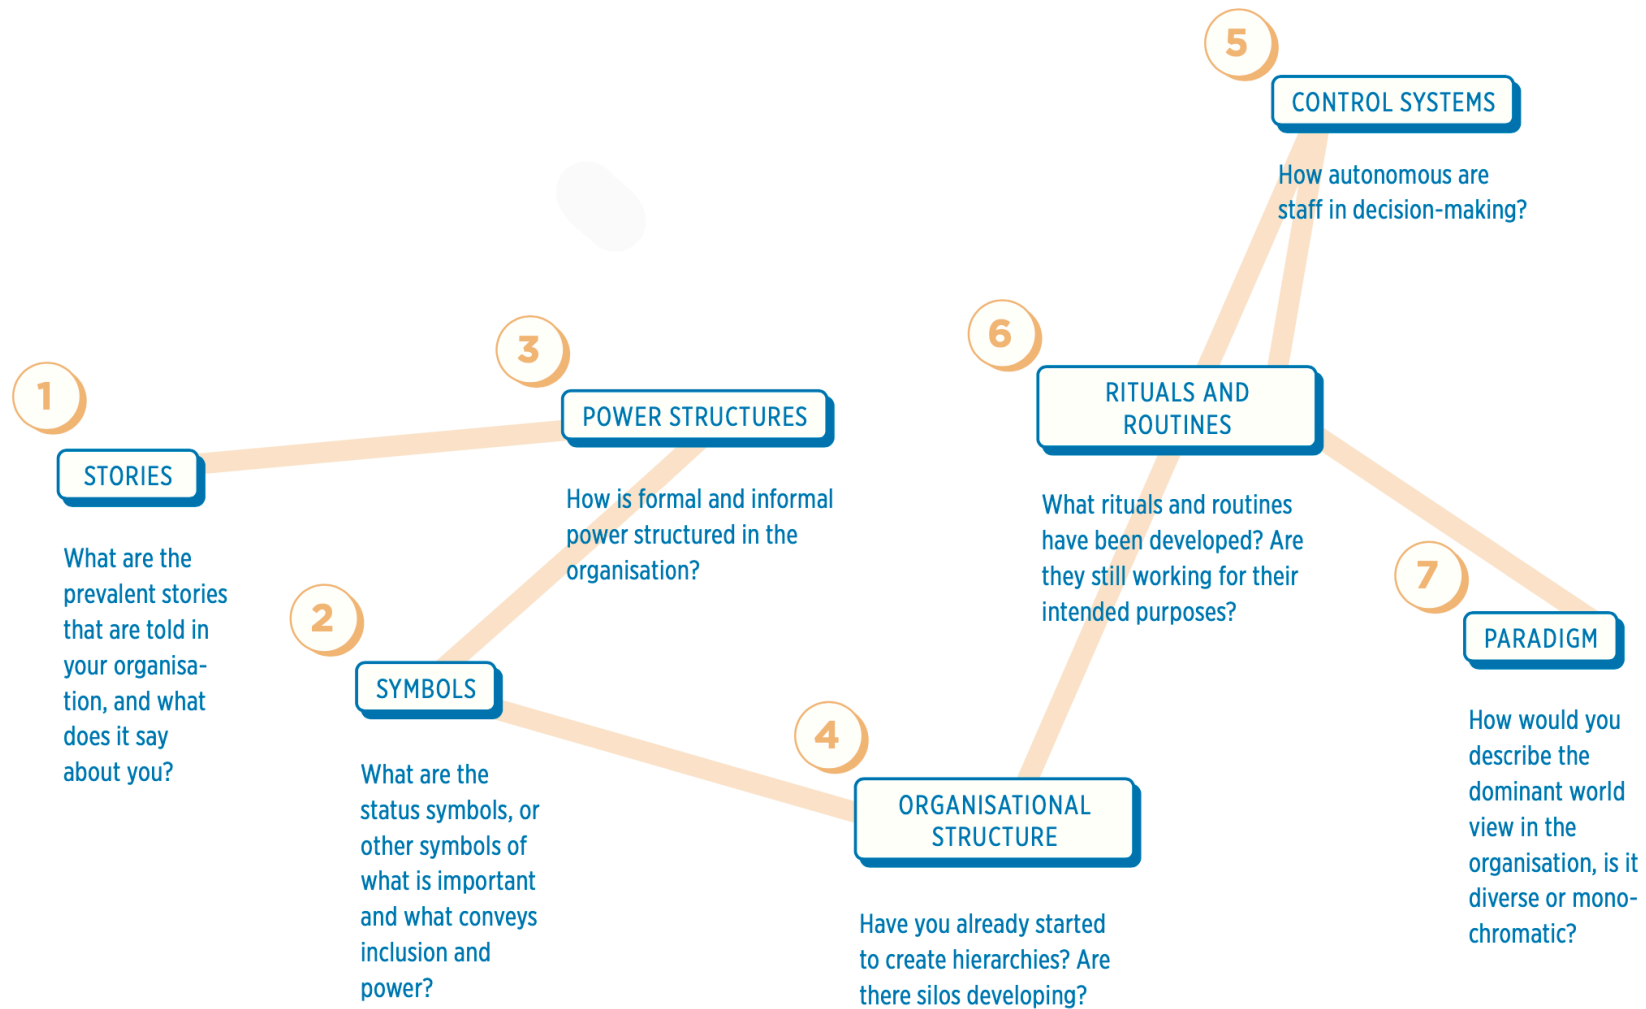 1
STORIES
What are the
prevalent stories
that are told in
your organisa-
tion, and what
does it say
about you?
2
SYMBOLS
What are the
status symbols, or
other symbols of
what is important
and what conveys
inclusion and
power?
3
POWER STRUCTURES
How is formal and informal
power structured in the
organisation?
4
ORGANISATIONAL
STRUCTURE
Have you already started
to create hierarchies? Are
there silos developing?
5
CONTROL SYSTEMS
How autonomous are
staff in decision-making?
6
RITUALS AND
ROUTINES
What rituals and routines
have been developed? Are
they still working for their
intended purposes?
7
PARADIGM
How would you
describe the
dominant world
view in the
organisation, is it
diverse or mono-
chromatic?